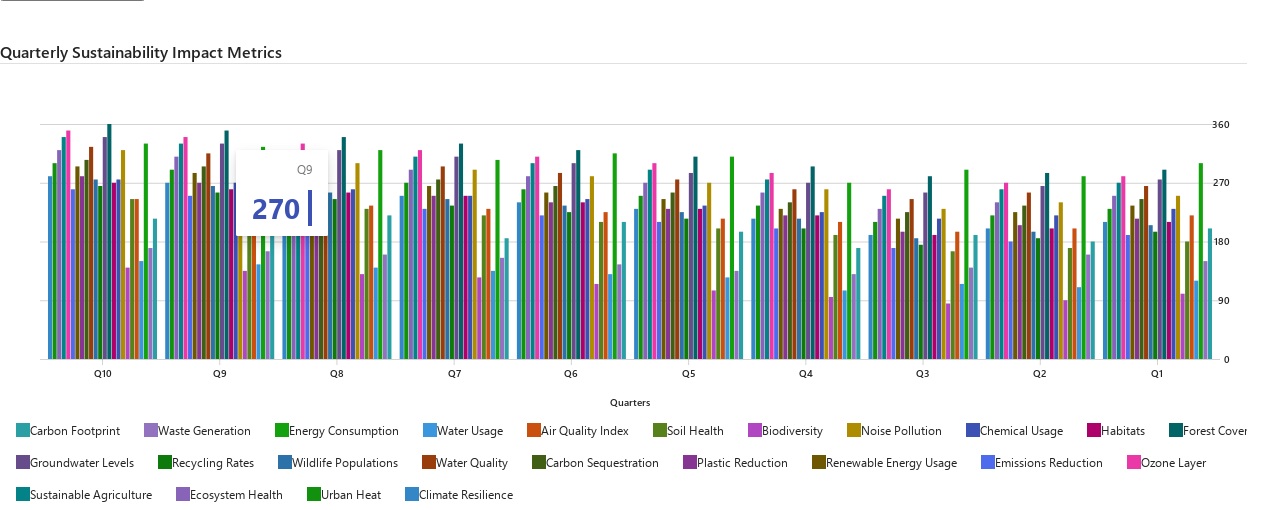 Quarterly Sustainability Impact Metrics
360
Q9
270
270
180
90
0
Q10 Q9 Q8 Q7 Q6 Q5 Q4 Q3 Q2 Q1
Quarters
Carbon Footprint Waste Generation Energy Consumption Water Usage Air Quality Index Soil Health Biodiversity Noise Pollution Chemical Usage Habitats Forest Cover
Groundwater Levels Recycling Rates Wildlife Populations Water Quality Carbon Sequestration Plastic Reduction Renewable Energy Usage Emissions Reduction Ozone Layer
Sustainable Agriculture Ecosystem Health Urban Heat Climate Resilience